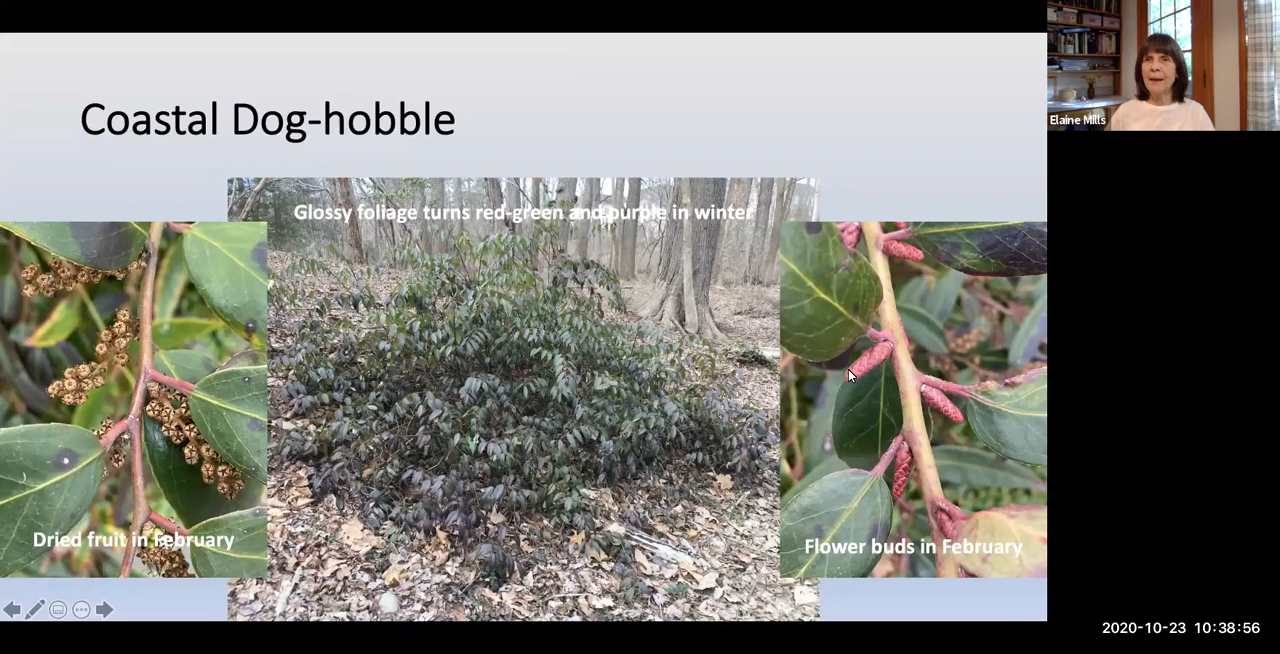 Coastal Dog-hobble
Glossy foliage turns red-green and purple in winter
Dried fruit in February
Flower buds in February
Elaine Mills
2020-10-23 10:38:56